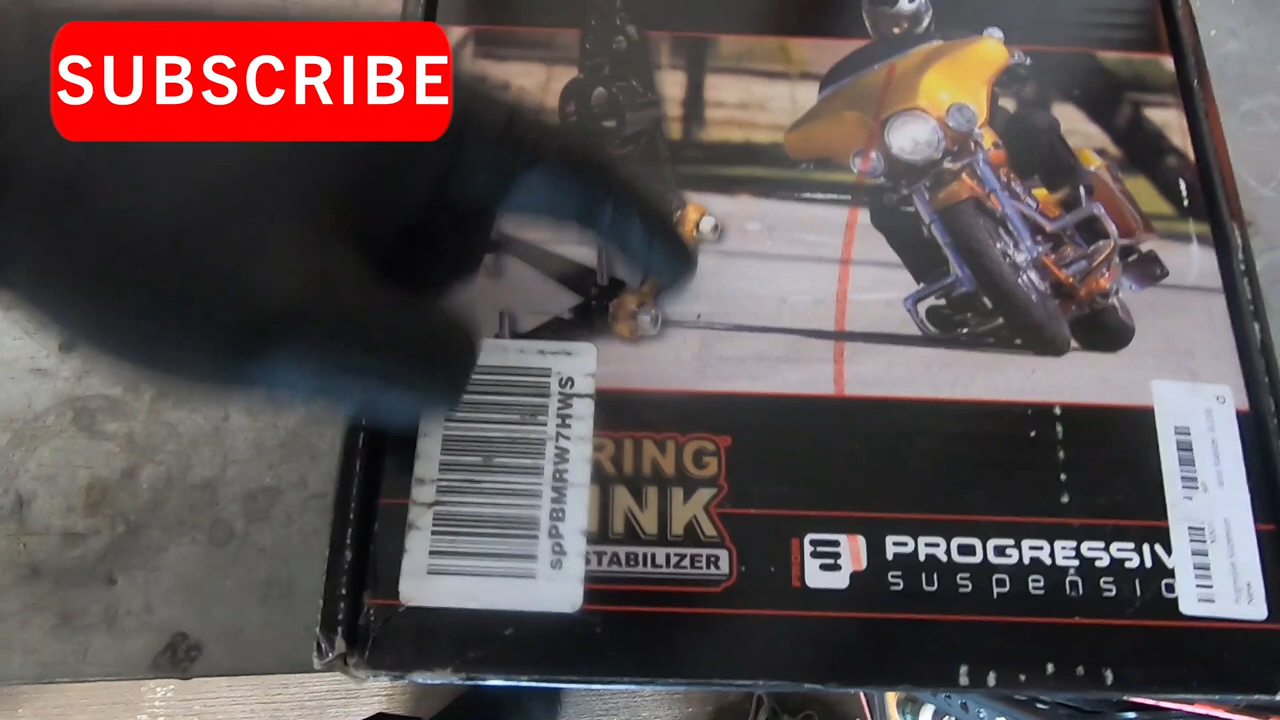 SUBSCRIBE
spPBMRW7HWS
RING
INK
STABILIZER
PROGRESSIV
suspensio